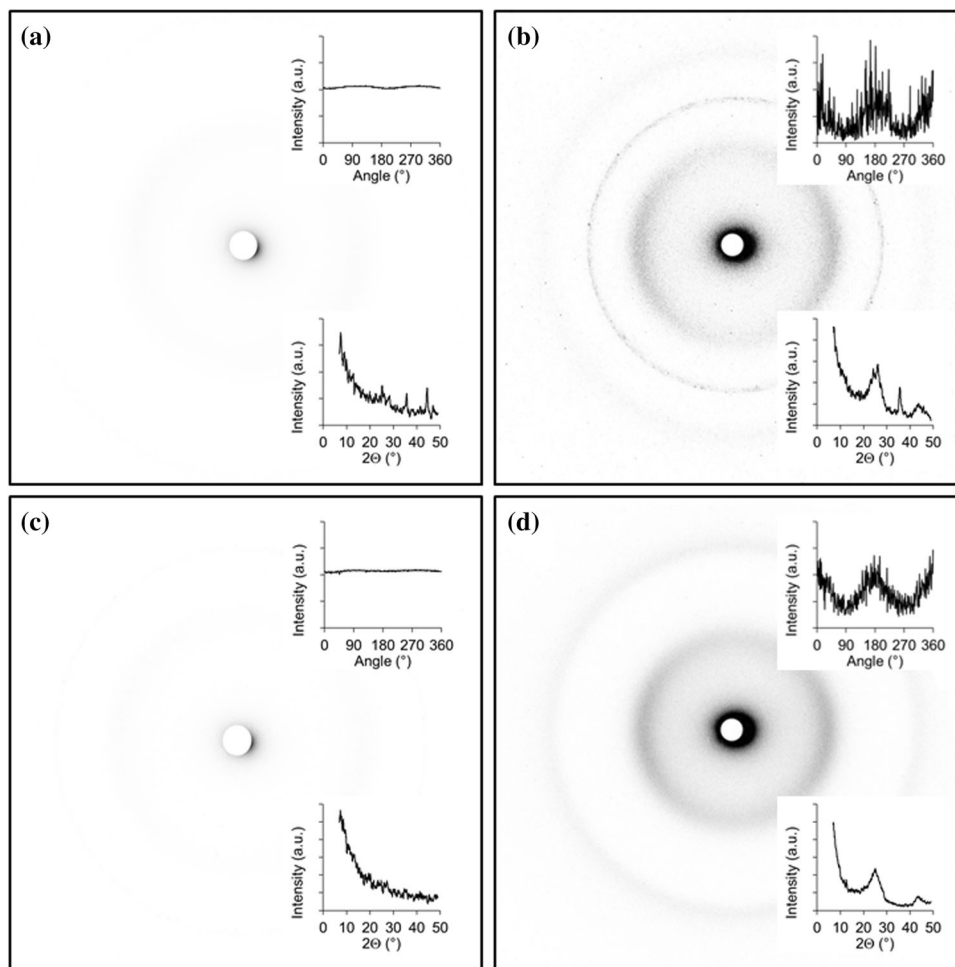 (a)
Intensity (a.u.)
0 90 180 270 360
Angle (°)
Intensity (a.u.)
0 10 20 30 40 50
2Θ (°)
(b)
Intensity (a.u.)
0 90 180 270 360
Angle (°)
Intensity (a.u.)
0 10 20 30 40 50
2Θ (°)
(c)
Intensity (a.u.)
0 90 180 270 360
Angle (°)
Intensity (a.u.)
0 10 20 30 40 50
2Θ (°)
(d)
Intensity (a.u.)
0 90 180 270 360
Angle (°)
Intensity (a.u.)
0 10 20 30 40 50
2Θ (°)